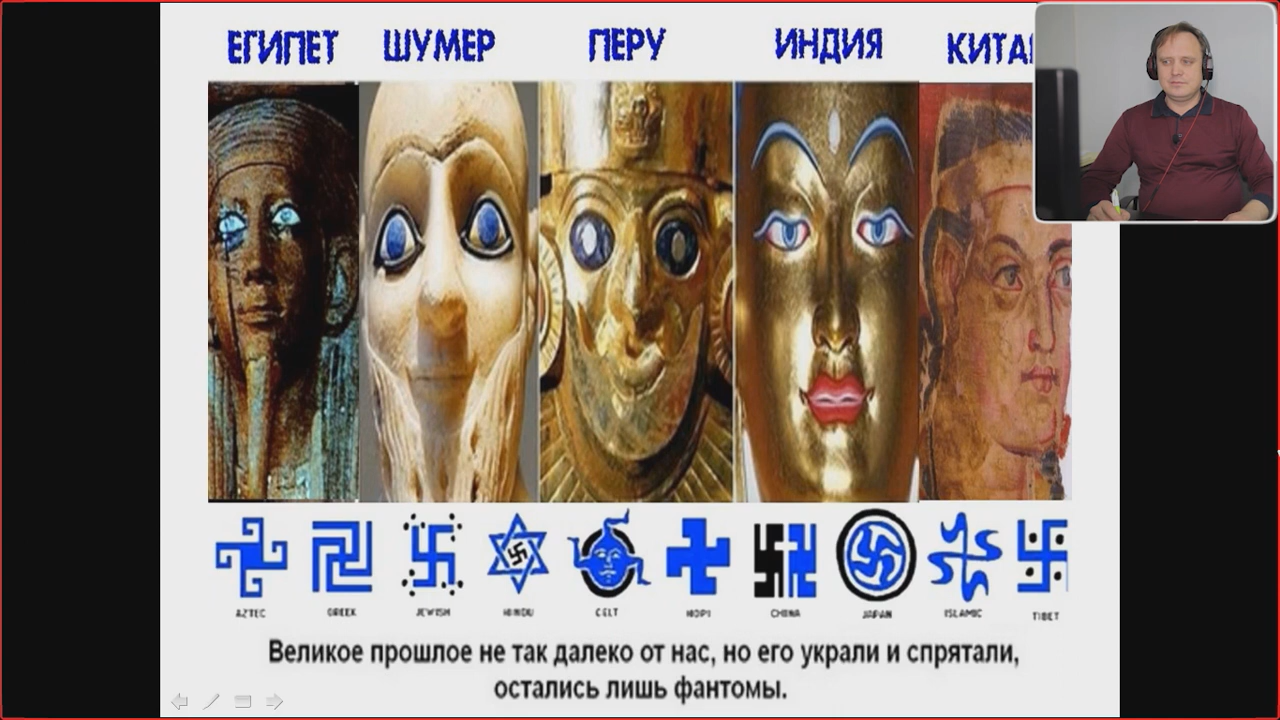 ЕГИПЕТ ШУМЕР ПЕРУ ИНДИЯ КИТА
AZTEC GREEK JEWISH HINDU CELT HOPI CHINA JAPAN ISLAMIC TIBET
Великое прошлое не так далеко от нас, но его украли и спрятали,
остались лишь фантомы.